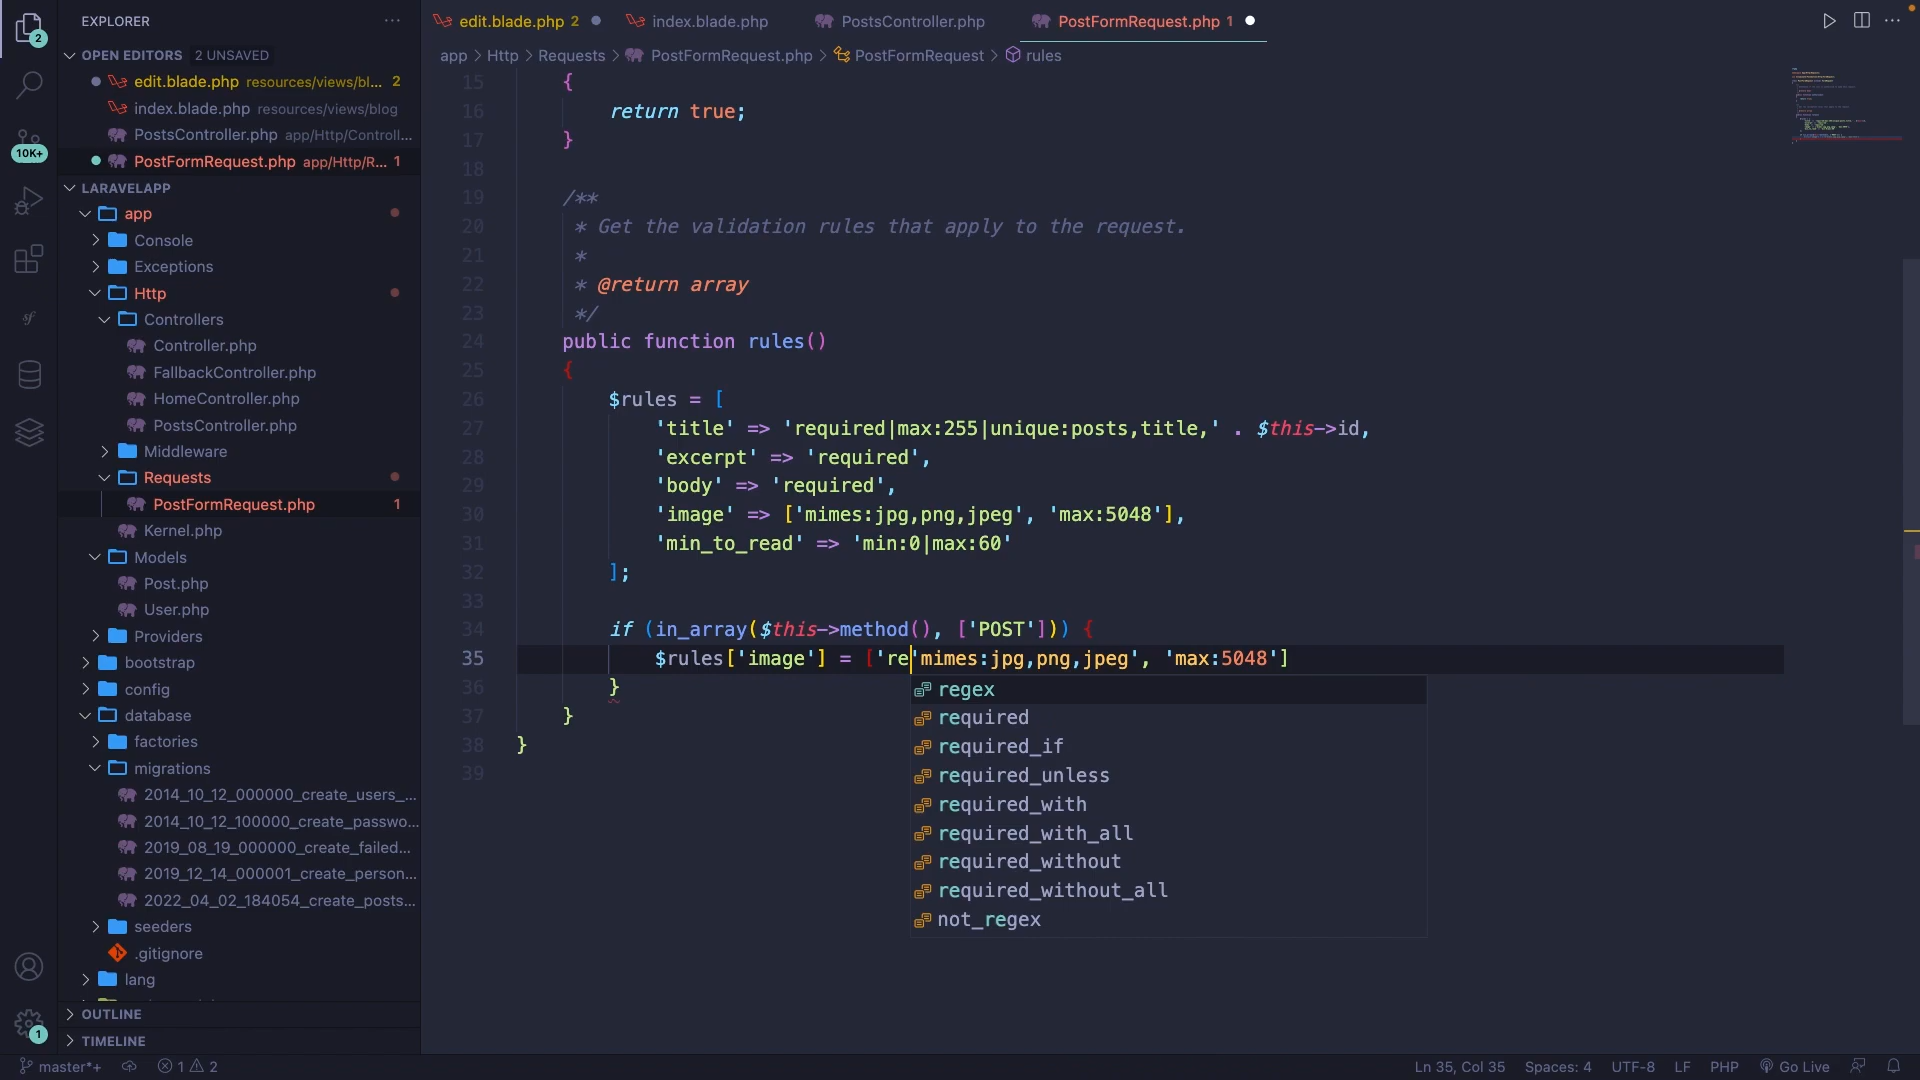 EXPLORER
OPEN EDITORS 2 UNSAVED
edit.blade.php resources/views/bl... 2
index.blade.php resources/views/blog
PostsController.php app/Http/Controll...
PostFormRequest.php app/Http/R... 1
LARAVELAPP
app
Console
Exceptions
Http
Controllers
Controller.php
FallbackController.php
HomeController.php
PostsController.php
Middleware
Requests
PostFormRequest.php 1
Kernel.php
Models
Post.php
User.php
Providers
bootstrap
config
database
factories
migrations
2014_10_12_000000_create_users_...
2014_10_12_100000_create_passwo...
2019_08_19_000000_create_failed...
2019_12_14_000001_create_person...
2022_04_02_184054_create_posts...
seeders
.gitignore
lang
OUTLINE
TIMELINE
2
10K+
1
edit.blade.php 2 index.blade.php PostsController.php PostFormRequest.php 1
app > Http > Requests > PostFormRequest.php > PostFormRequest > rules
15 {
16 return true;
17 }
18
19 /**
20 * Get the validation rules that apply to the request.
21 *
22 * @return array
23 */
24 public function rules()
25 {
26 $rules = [
27 'title' => 'required|max:255|unique:posts,title,' . $this->id,
28 'excerpt' => 'required',
29 'body' => 'required',
30 'image' => ['mimes:jpg,png,jpeg', 'max:5048'],
31 'min_to_read' => 'min:0|max:60'
32 ];
33
34 if (in_array($this->method(), ['POST'])) {
35 $rules['image'] = ['re'mimes:jpg,png,jpeg', 'max:5048']
36 }
37 }
38 }
39
regex
required
required_if
required_unless
required_with
required_with_all
required_without
required_without_all
not_regex
master*+ 1 2 Ln 35, Col 35 Spaces: 4 UTF-8 LF PHP Go Live